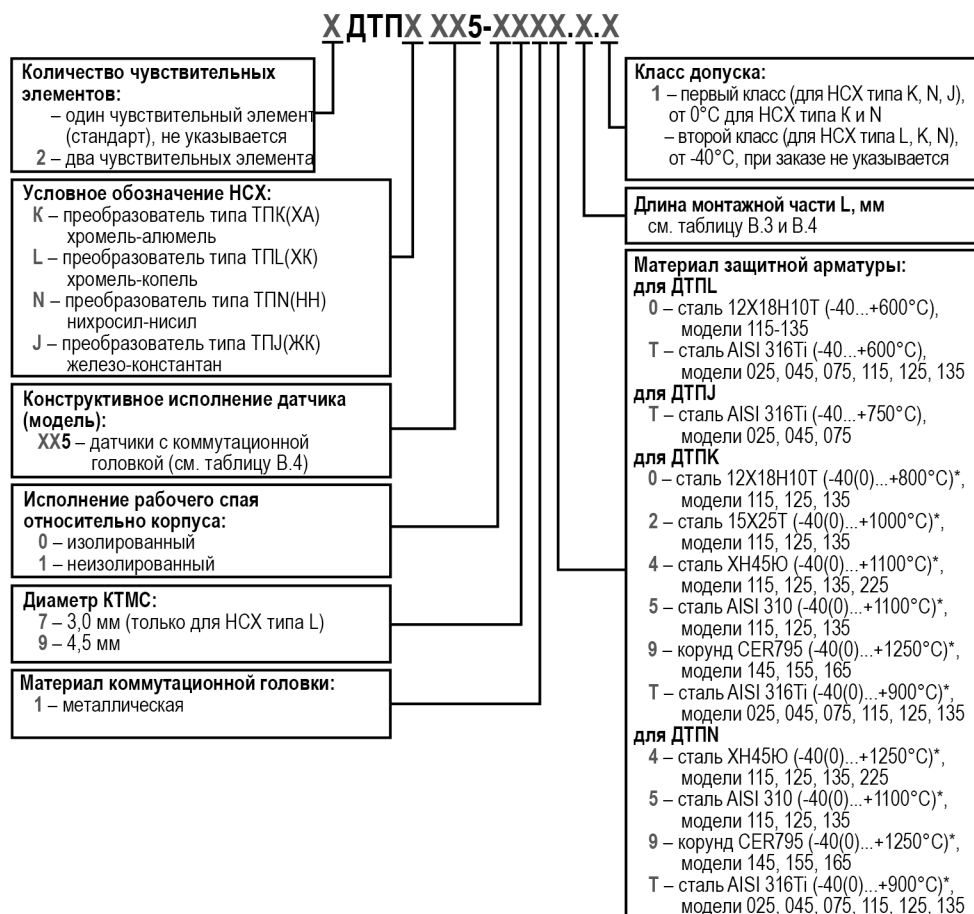 XДТПX XX5-XXXX.X.X
Количество чувствительных
элементов:
– один чувствительный элемент
(стандарт), не указывается
2 – два чувствительных элемента
Условное обозначение НСХ:
К – преобразователь типа ТПК(ХА)
хромель-алюмель
L – преобразователь типа ТПL(ХК)
хромель-копель
N – преобразователь типа ТПN(НН)
нихросил-нисил
J – преобразователь типа ТПJ(ЖК)
железо-константан
Конструктивное исполнение датчика
(модель):
XX5 – датчики с коммутационной
головкой (см. таблицу В.4)
Исполнение рабочего спая
относительно корпуса:
0 – изолированный
1 – неизолированный
Диаметр КТМС:
7 – 3,0 мм (только для НСХ типа L)
9 – 4,5 мм
Материал коммутационной головки:
1 – металлическая
Класс допуска:
1 – первый класс (для НСХ типа K, N, J),
от 0°С для НСХ типа К и N
– второй класс (для НСХ типа L, K, N),
от -40°С, при заказе не указывается
Длина монтажной части L, мм
см. таблицу В.3 и В.4
Материал защитной арматуры:
для ДТПL
0 – сталь 12Х18Н10Т (-40...+600°С),
модели 115-135
Т – сталь AISI 316Ti (-40...+600°С),
модели 025, 045, 075, 115, 125, 135
для ДТПJ
Т – сталь AISI 316Ti (-40...+750°С),
модели 025, 045, 075
для ДТПК
0 – сталь 12Х18Н10Т (-40(0)...+800°С)*,
модели 115, 125, 135
2 – сталь 15Х25Т (-40(0)...+1000°С)*,
модели 115, 125, 135
4 – сталь ХН45Ю (-40(0)...+1100°С)*,
модели 115, 125, 135, 225
5 – сталь AISI 310 (-40(0)...+1100°С)*,
модели 115, 125, 135
9 – корунд CER795 (-40(0)...+1250°С)*,
модели 145, 155, 165
Т – сталь AISI 316Ti (-40(0)...+900°С)*,
модели 025, 045, 075, 115, 125, 135
для ДТПN
4 – сталь ХН45Ю (-40(0)...+1250°С)*,
модели 115, 125, 135, 225
5 – сталь AISI 310 (-40(0)...+1100°С)*,
модели 115, 125, 135
9 – корунд CER795 (-40(0)...+1250°С)*,
модели 145, 155, 165
Т – сталь AISI 316Ti (-40(0)...+900°С)*,
модели 025, 045, 075, 115, 125, 135